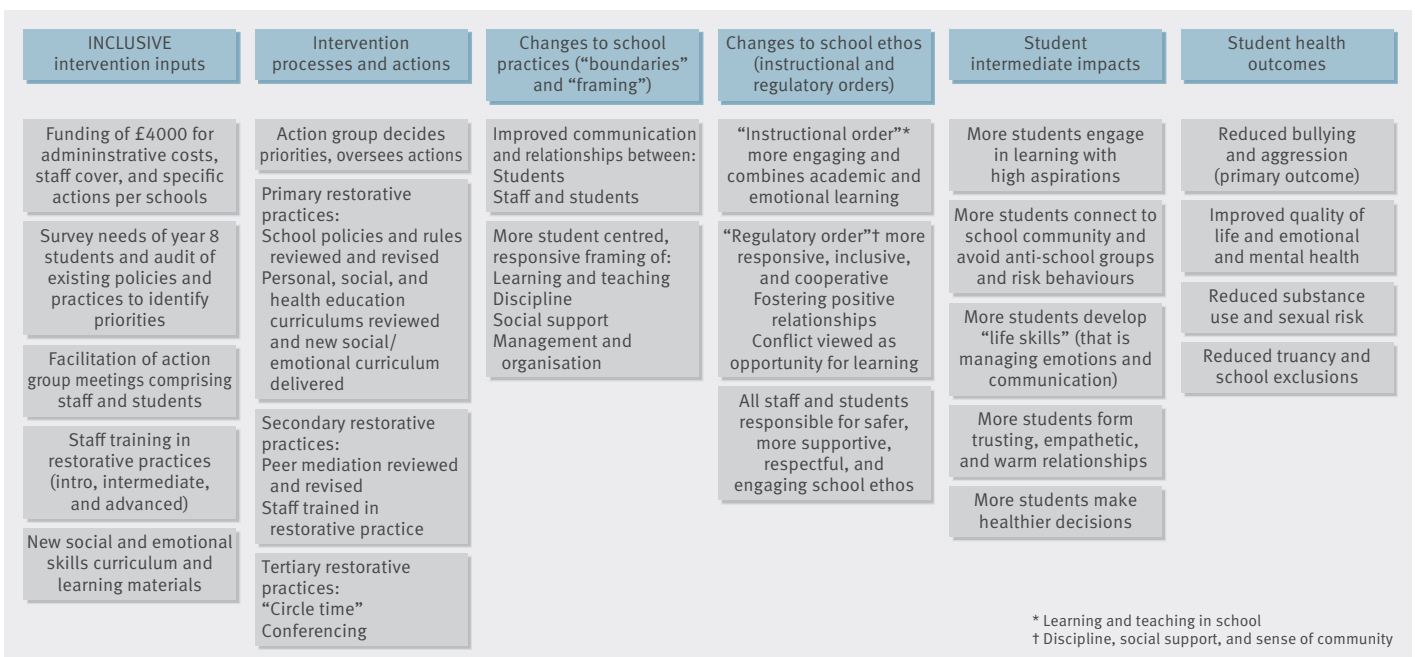 INCLUSIVE
intervention inputs
Funding of £4000 for
admininstrative costs,
staff cover, and specific
actions per schools
Survey needs of year 8
students and audit of
existing policies and
practices to identify
priorities
Facilitation of action
group meetings comprising
staff and students
Staff training in
restorative practices
(intro, intermediate,
and advanced)
New social and emotional
skills curriculum and
learning materials
Intervention
processes and actions
Action group decides
priorities, oversees actions
Primary restorative
practices:
School policies and rules
reviewed and revised
Personal, social, and
health education
curriculums reviewed
and new social/
emotional curriculum
delivered
Secondary restorative
practices:
Peer mediation reviewed
and revised
Staff trained in
restorative practice
Tertiary restorative
practices:
“Circle time”
Conferencing
Changes to school
practices (“boundaries”
and “framing”)
Improved communication
and relationships between:
Students
Staff and students
More student centred,
responsive framing of:
Learning and teaching
Discipline
Social support
Management and
organisation
Changes to school ethos
(instructional and
regulatory orders)
“Instructional order”*
more engaging and
combines academic and
emotional learning
“Regulatory order”† more
responsive, inclusive,
and cooperative
Fostering positive
relationships
Conflict viewed as
opportunity for learning
All staff and students
responsible for safer,
more supportive,
respectful, and
engaging school ethos
Student
intermediate impacts
More students engage
in learning with
high aspirations
More students connect to
school community and
avoid anti-school groups
and risk behaviours
More students develop
“life skills” (that is
managing emotions and
communication)
More students form
trusting, empathetic,
and warm relationships
More students make
healthier decisions
Student health
outcomes
Reduced bullying
and aggression
(primary outcome)
Improved quality of
life and emotional
and mental health
Reduced substance
use and sexual risk
Reduced truancy and
school exclusions
* Learning and teaching in school
† Discipline, social support, and sense of community